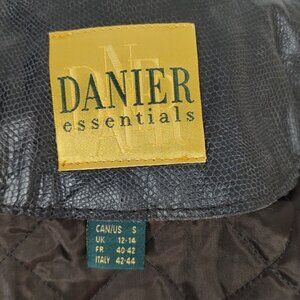 DANIER
essentials
CAN/US S
UK 12-14
FR 40-42
ITALY 42-44